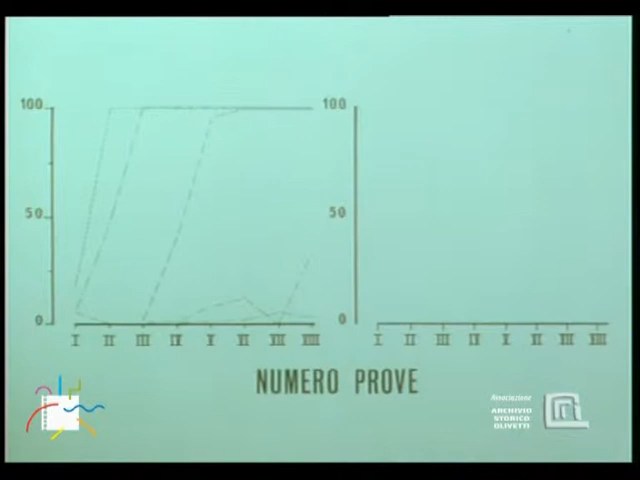 100
50
0
I II III IV V VI VII VIII
100
50
0
I II III IV V VI VII VIII
NUMERO PROVE
Associazione
ARCHIVIO
STORICO
OLIVETTI